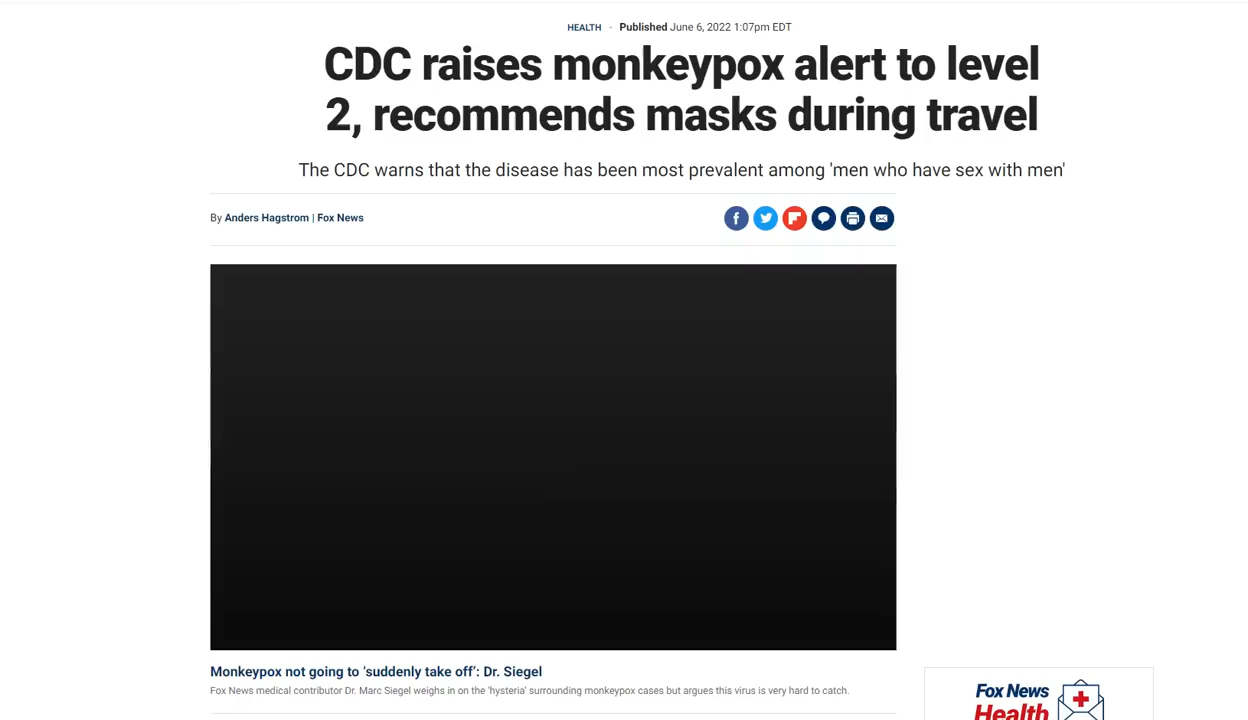 HEALTH · Published June 6, 2022 1:07pm EDT
CDC raises monkeypox alert to level
2, recommends masks during travel
The CDC warns that the disease has been most prevalent among 'men who have sex with men'
By Anders Hagstrom | Fox News
Monkeypox not going to ‘suddenly take off’: Dr. Siegel
Fox News medical contributor Dr. Marc Siegel weighs in on the 'hysteria' surrounding monkeypox cases but argues this virus is very hard to catch.
Fox News
Health